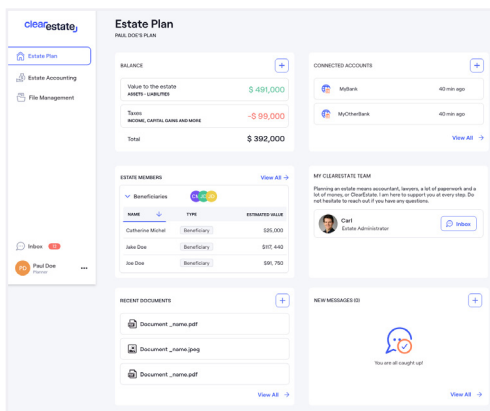 clearestate
Estate Plan
Estate Accounting
File Management
Inbox 12
PD
Paul Doe
Planner
Estate Plan
PAUL DOE'S PLAN
BALANCE
Value to the estate
ASSETS - LIABILITIES
$ 491,000
Taxes
INCOME, CAPITAL GAINS AND MORE
-$ 99,000
Total
$ 392,000
CONNECTED ACCOUNTS
MyBank
40 min ago
MyOtherBank
40 min ago
View All
ESTATE MEMBERS
View All
Beneficiaries
CM JD JD
NAME TYPE ESTIMATED VALUE
Catherine Michel Beneficiary $25,000
Jake Doe Beneficiary $117, 440
Joe Doe Beneficiary $91, 750
MY CLEARESTATE TEAM
Planning an estate means accountant, lawyers, a lot of paperwork and a
lot of money, or ClearEstate. I am here to support you at every step. Do
not hesitate to reach out if you have any questions.
Carl
Estate Administrator
Inbox
RECENT DOCUMENTS
Document _name.pdf
Document _name.jpeg
Document _name.pdf
View All
NEW MESSAGES (0)
You are all caught up!
View All